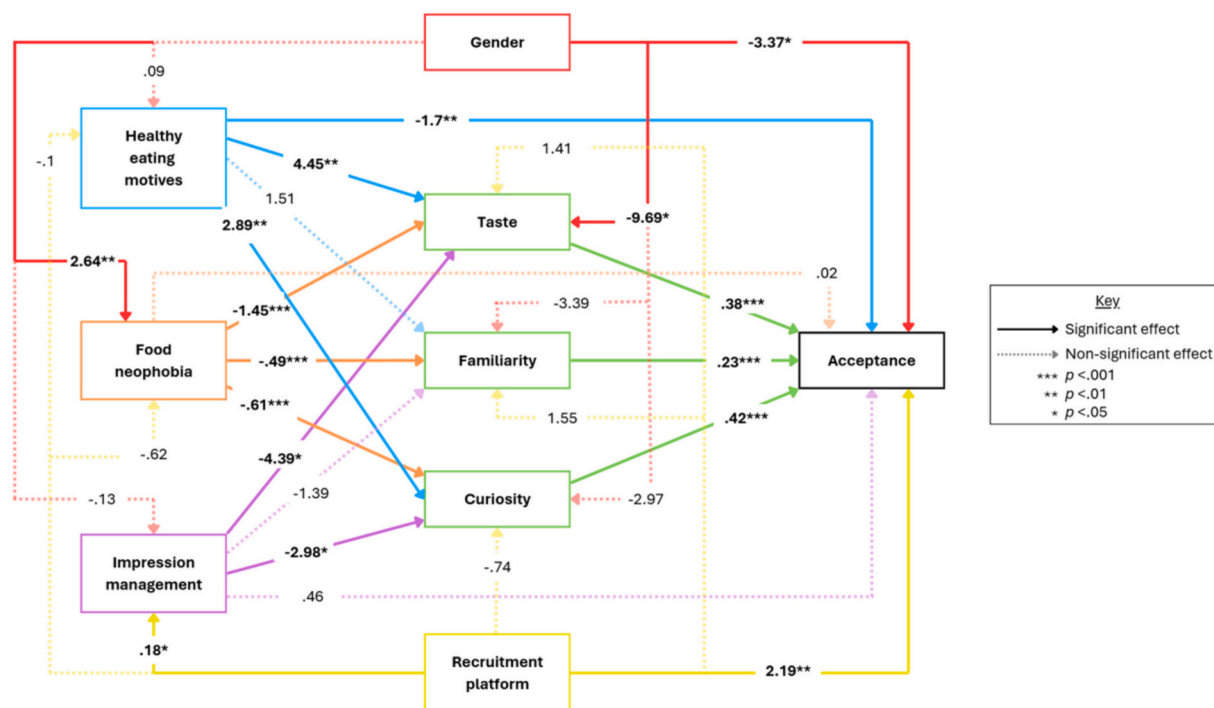 Gender
-3.37*
.09
Healthy
eating
motives
-1.7**
-.1
4.45**
1.41
1.51
2.89**
Taste
-9.69*
2.64**
.02
-1.45***
-3.39
.38***
Food
neophobia
-.49***
Familiarity
.23***
Acceptance
-.61***
1.55
.42***
-.62
-4.39*
-1.39
Curiosity
-2.97
-.13
Impression
management
-2.98*
-.74
.46
.18*
Recruitment
platform
2.19**
Key
Significant effect
Non-significant effect
*** p <.001
** p <.01
* p <.05